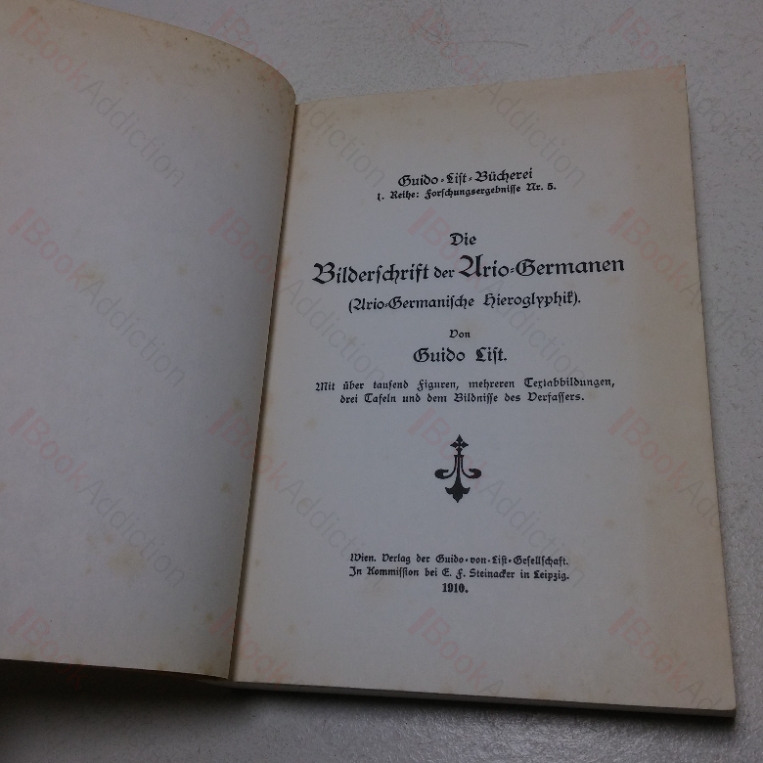 Guido-List-Bücherei
1. Reihe: Forschungsergebnisse Nr. 5.
Die
Bilderschrift der Ario-Germanen
(Ario-Germanische Hieroglyphik).
Von
Guido List.
Mit über tausend Figuren, mehreren Textabbildungen,
drei Tafeln und dem Bildnisse des Verfassers.
Wien. Verlag der Guido-von-List-Gesellschaft.
In Kommission bei E. F. Steinacker in Leipzig.
1910.
BookAddiction